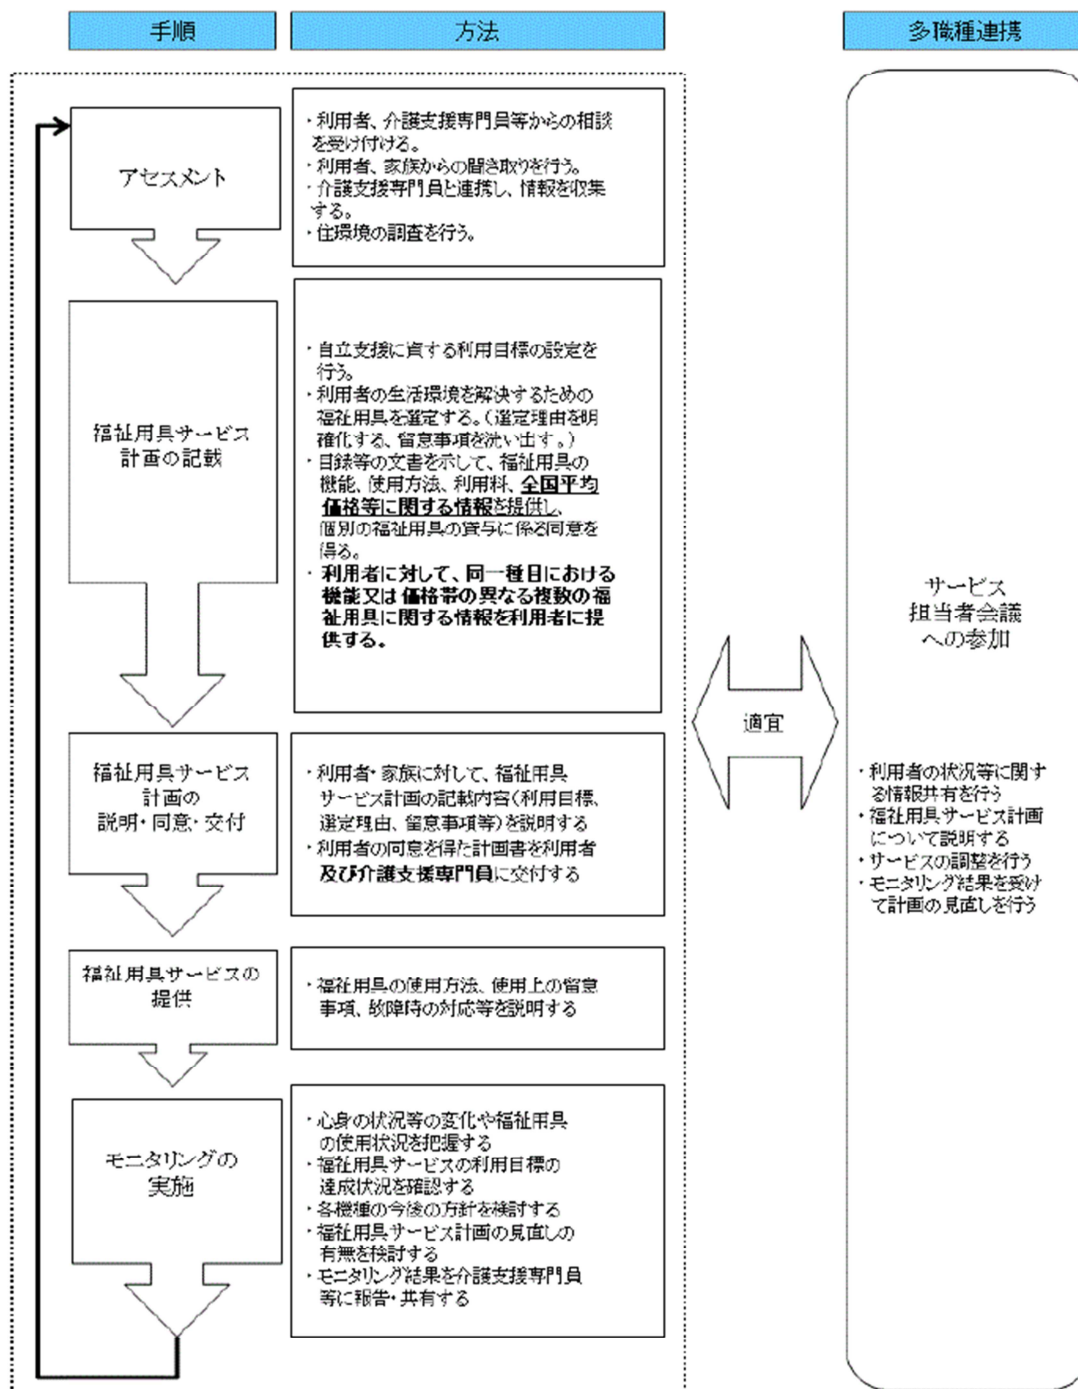 手順
方法
多職種連携
アセスメント
・利用者、介護支援専門員等からの相談
を受け付ける。
・利用者、家族からの聞き取りを行う。
・介護支援専門員と連携し、情報を収集
する。
・住環境の調査を行う。
福祉用具サービス
計画の記載
・自立支援に資する利用目標の設定を
行う。
・利用者の生活環境を解決するための
福祉用具を選定する。(選定理由を明
確化する、留意事項を洗い出す。)
・目録等の文書を示して、福祉用具の
機能、使用方法、利用料、全国平均
価格等に関する情報を提供し、
個別の福祉用具の貸与に係る同意を
得る。
・利用者に対して、同一種目における
機能又は価格帯の異なる複数の福
祉用具に関する情報を利用者に提
供する。
福祉用具サービス
計画の
説明・同意・交付
・利用者・家族に対して、福祉用具
サービス計画の記載内容(利用目標、
選定理由、留意事項等)を説明する
・利用者の同意を得た計画書を利用者
及び介護支援専門員に交付する
福祉用具サービスの
提供
・福祉用具の使用方法、使用上の留意
事項、故障時の対応等を説明する
モニタリングの
実施
・心身の状況等の変化や福祉用具
の使用状況を把握する
・福祉用具サービスの利用目標の
達成状況を確認する
・各機種の今後の方針を検討する
・福祉用具サービス計画の見直しの
有無を検討する
・モニタリング結果を介護支援専門員
等に報告・共有する
適宜
サービス
担当者会議
への参加
・利用者の状況等に関す
る情報共有を行う
・福祉用具サービス計画
について説明する
・サービスの調整を行う
・モニタリング結果を受け
て計画の見直しを行う